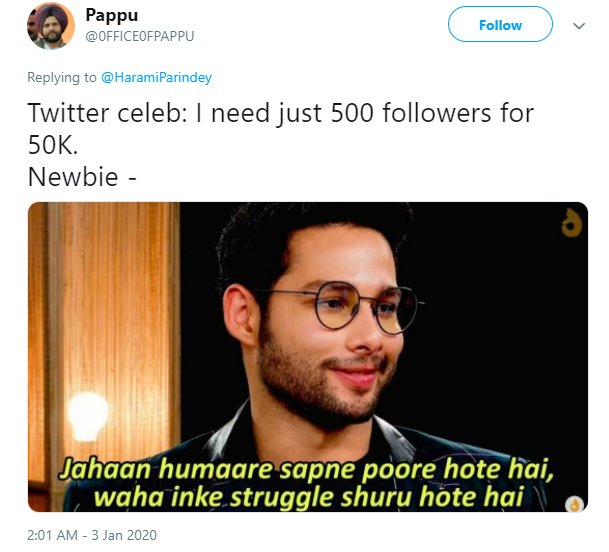 Pappu
@0FFICE0FPAPPU
Follow
Replying to @HaramiParindey
Twitter celeb: I need just 500 followers for
50K.
Newbie -
Jahaan humaare sapne poore hote hai,
waha inke struggle shuru hote hai
2:01 AM - 3 Jan 2020